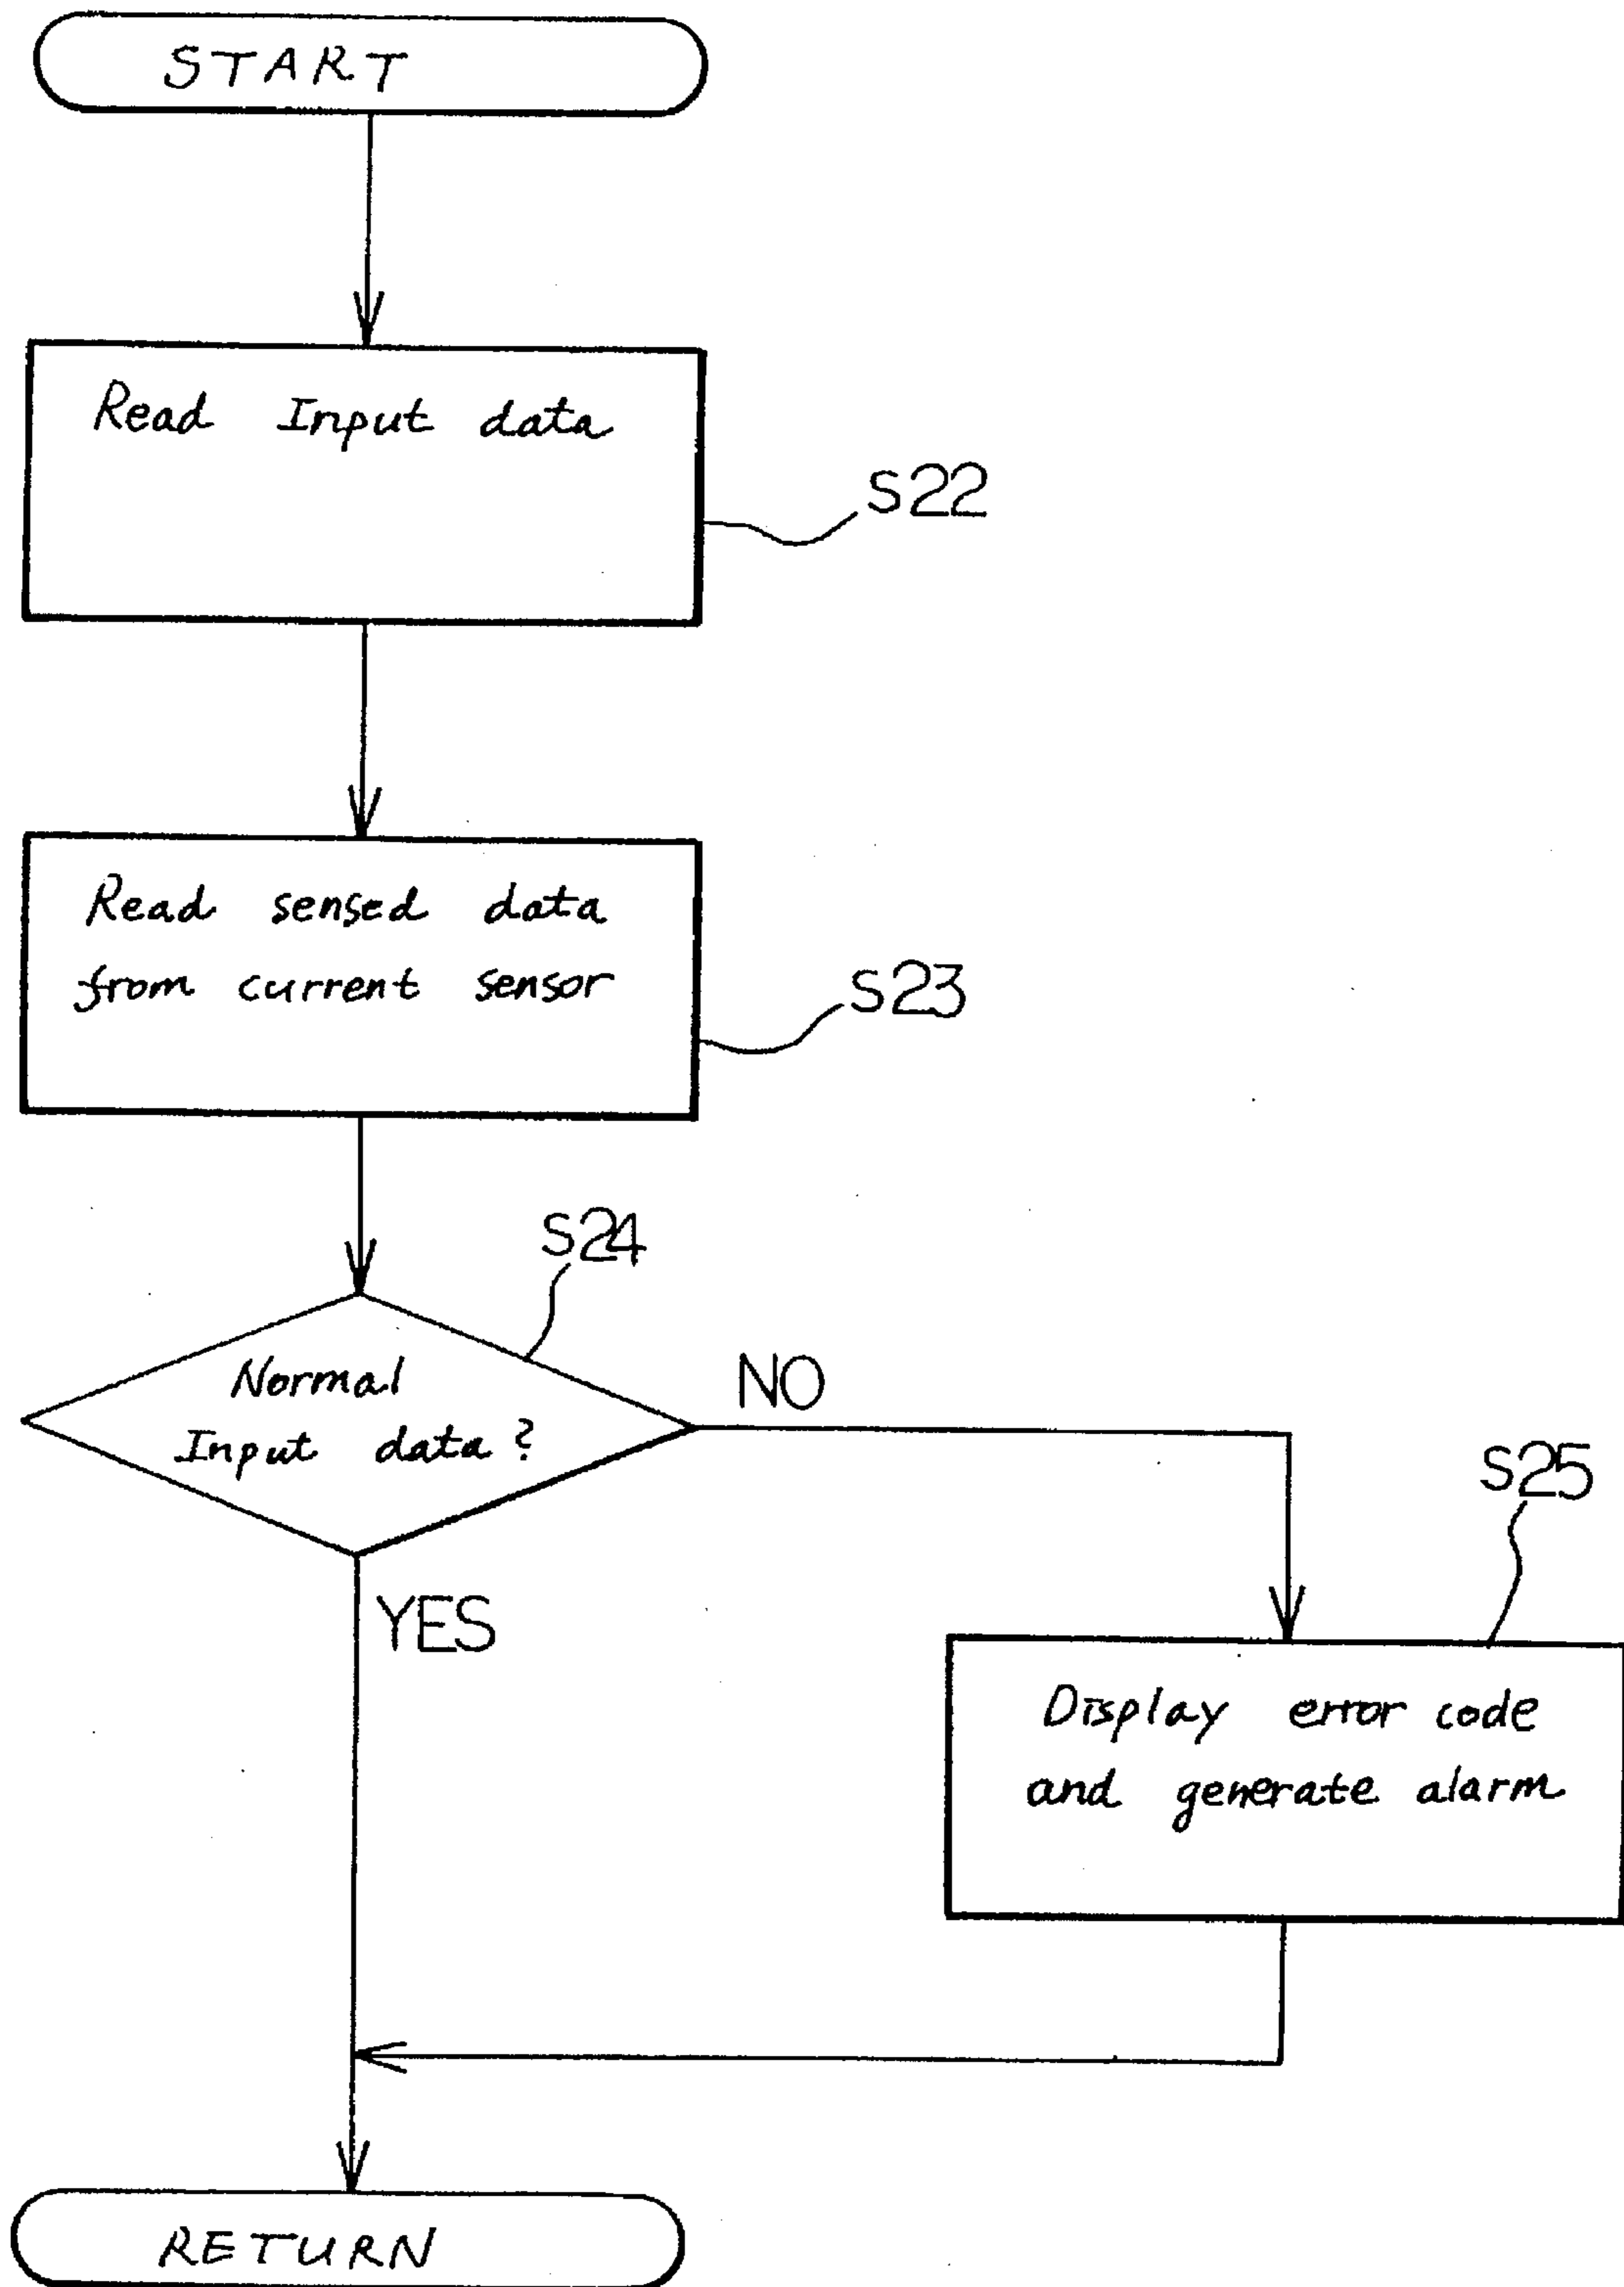 START
Read Input data
S22
Read sensed data
from current sensor
S23
S24
Normal
Input data?
NO
YES
S25
Display error code
and generate alarm
RETURN